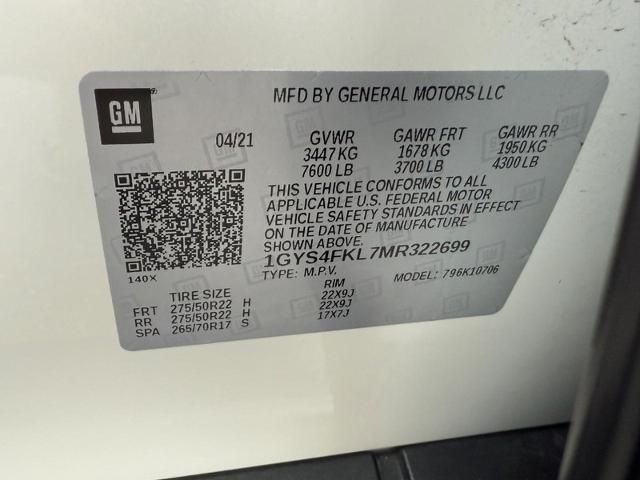 GM
MFD BY GENERAL MOTORS LLC
04/21 GVWR GAWR FRT GAWR RR
3447 KG 1678 KG 1950 KG
7600 LB 3700 LB 4300 LB
THIS VEHICLE CONFORMS TO ALL
APPLICABLE U.S. FEDERAL MOTOR
VEHICLE SAFETY STANDARDS IN EFFECT
ON THE DATE OF MANUFACTURE
SHOWN ABOVE.
1GYS4FKL7MR322699
140X TYPE: M.P.V. MODEL: 796K10706
TIRE SIZE RIM
FRT 275/50R22 H 22X9J
RR 275/50R22 H 22X9J
SPA 265/70R17 S 17X7J